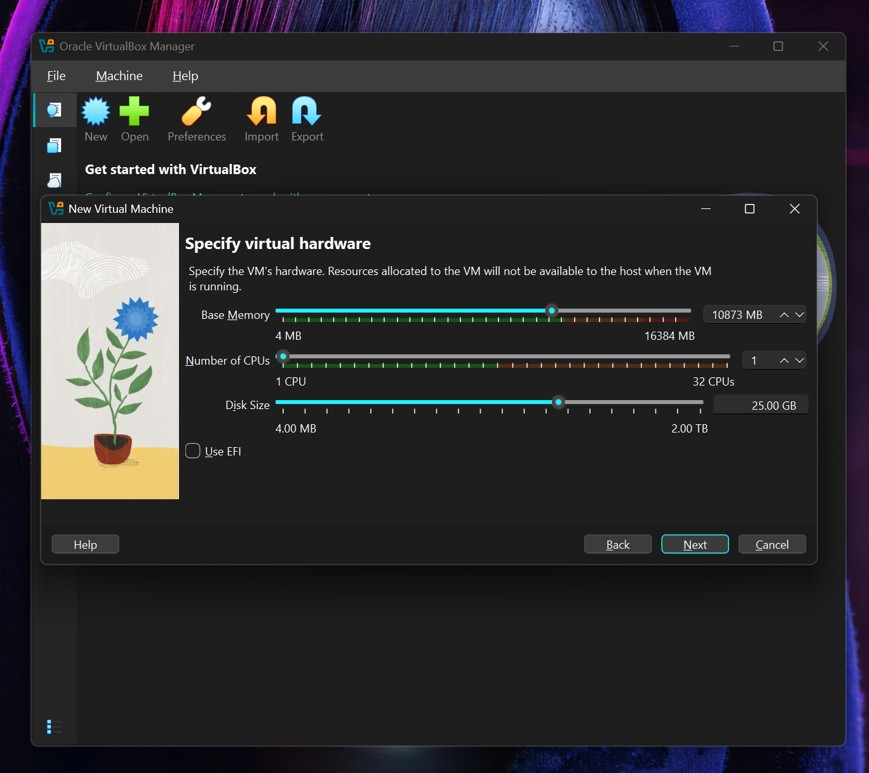 Oracle VirtualBox Manager
File Machine Help
New Open Preferences Import Export
Get started with VirtualBox
New Virtual Machine
Specify virtual hardware
Specify the VM's hardware. Resources allocated to the VM will not be available to the host when the VM
is running.
Base Memory 10873 MB
4 MB 16384 MB
Number of CPUs 1
1 CPU 32 CPUs
Disk Size 25.00 GB
4.00 MB 2.00 TB
Use EFI
Help Back Next Cancel